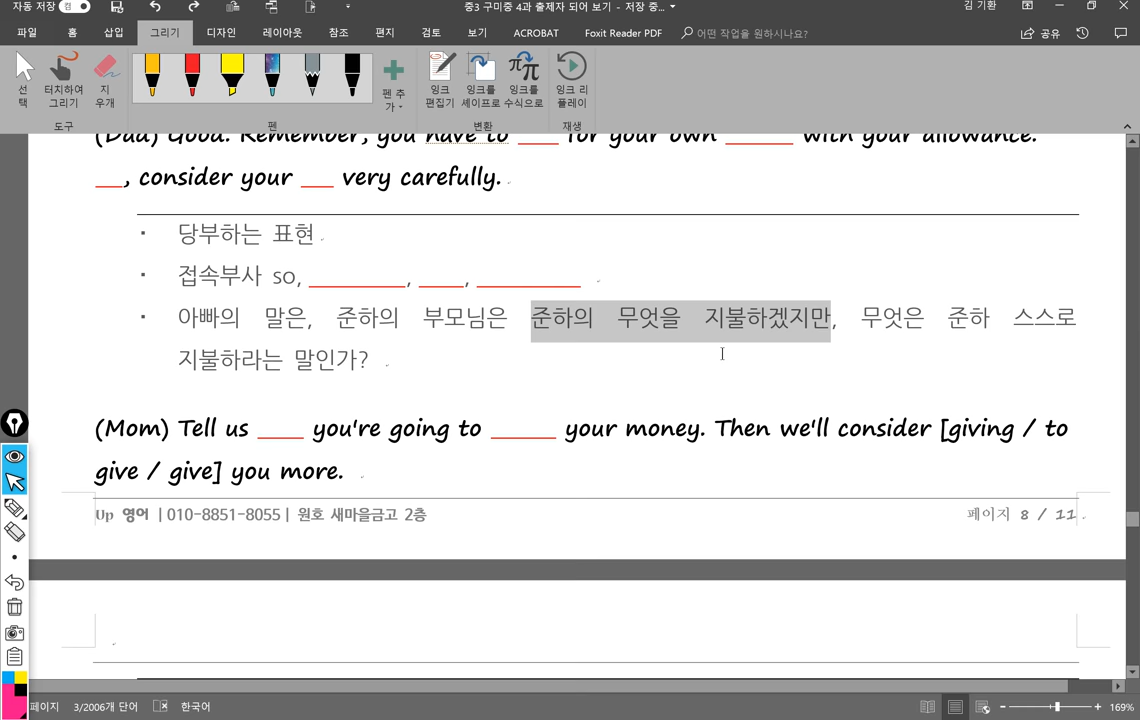 자동 저장 켬 중3 구미중 4과 출제자 되어 보기 - 저장 중... 김 기환
파일 홈 삽입 그리기 디자인 레이아웃 참조 편지 검토 보기 ACROBAT Foxit Reader PDF 어떤 작업을 원하시나요? 공유
선택
터치하여 그리기
지우개
펜 추가
잉크 편집기
잉크를 셰이프로
잉크를 수식으로
잉크 리플레이
도구 펜 변환 재생
(Dad) Good. Remember, you have to ____ for your own ______ with your allowance.
__, consider your ___ very carefully.
· 당부하는 표현
· 접속부사 so, _________, ____, __________
· 아빠의 말은, 준하의 부모님은 준하의 무엇을 지불하겠지만, 무엇은 준하 스스로
지불하라는 말인가?
(Mom) Tell us ____ you're going to ______ your money. Then we'll consider [giving / to
give / give] you more.
Up 영어 | 010-8851-8055 | 원호 새마을금고 2층 페이지 8 / 11
페이지 3/2006개 단어 한국어 169%